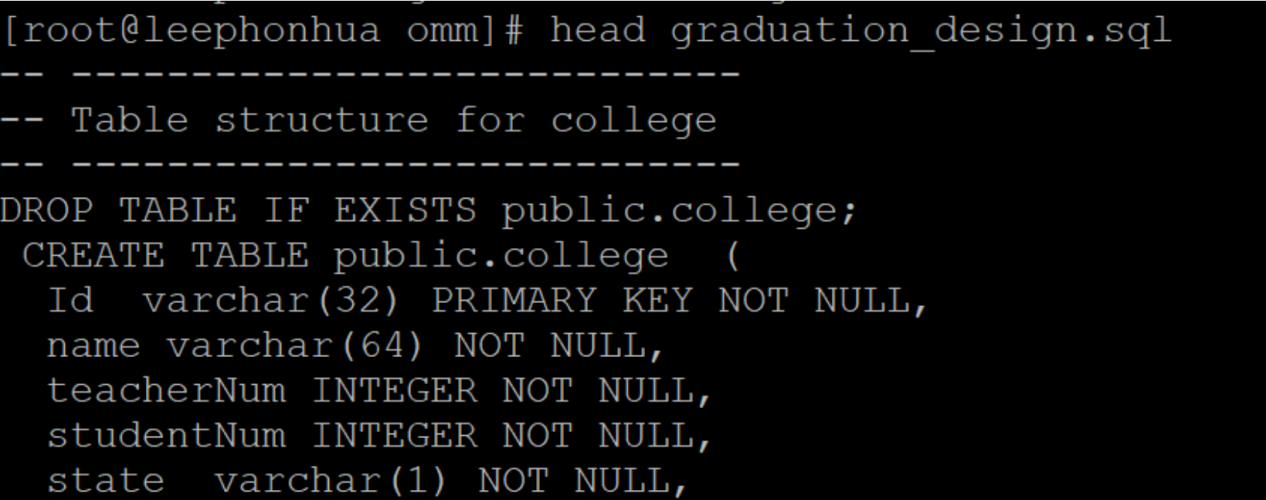 [root@leephonhua omm]# head graduation_design.sql
-- ----------------------------
-- Table structure for college
-- ----------------------------
DROP TABLE IF EXISTS public.college;
 CREATE TABLE public.college  (
  Id  varchar(32) PRIMARY KEY NOT NULL,
  name varchar(64) NOT NULL,
  teacherNum INTEGER NOT NULL,
  studentNum INTEGER NOT NULL,
  state  varchar(1) NOT NULL,